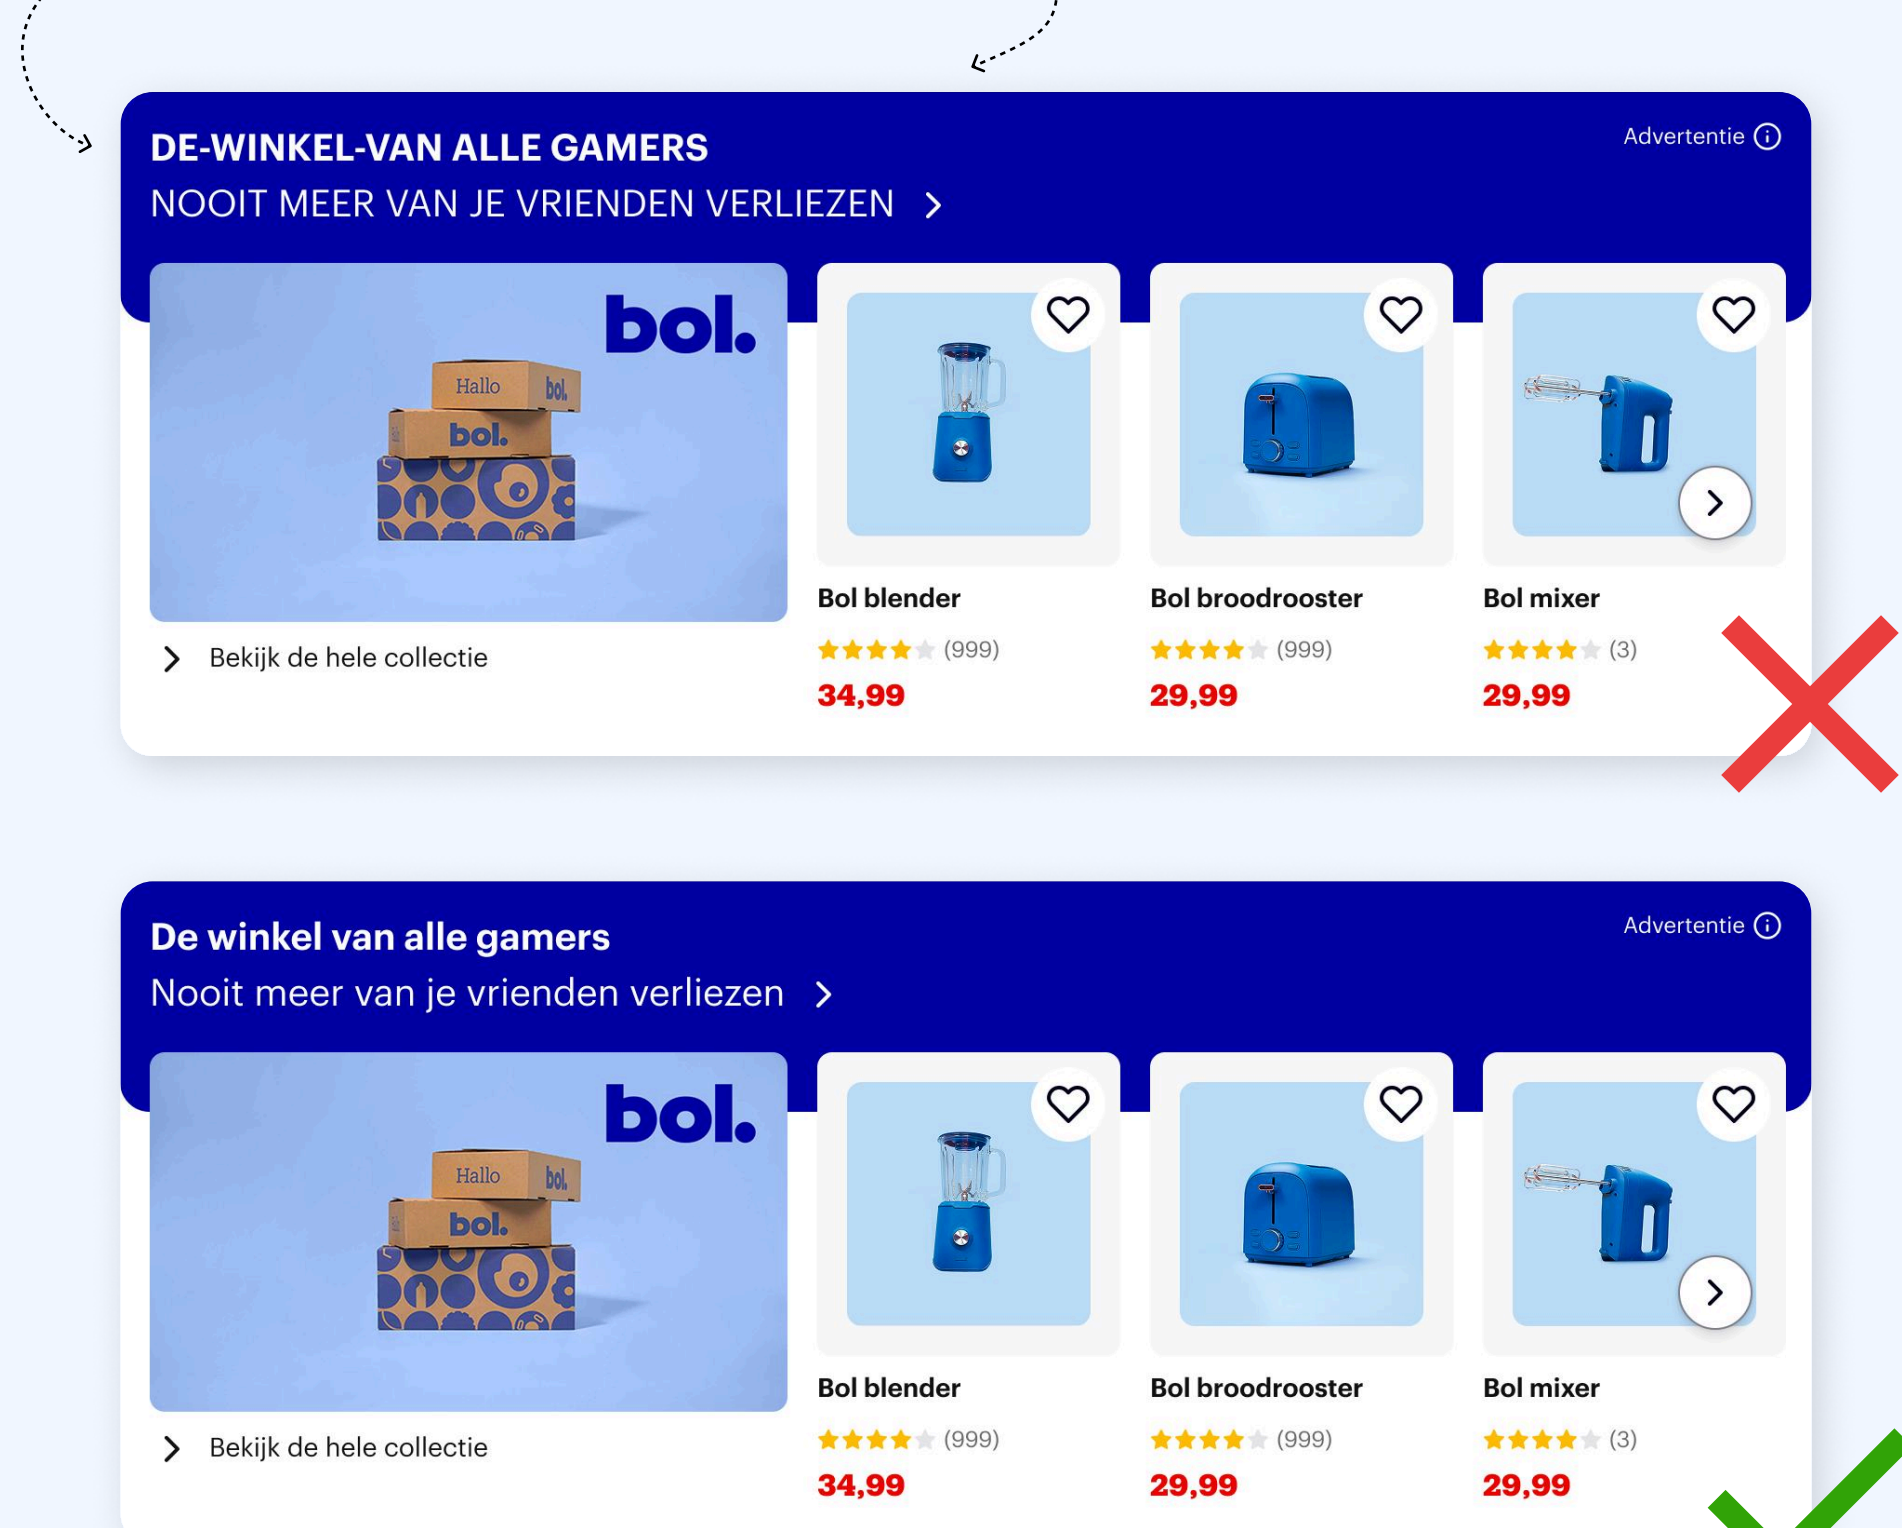 DE-WINKEL-VAN ALLE GAMERS
Advertentie
NOOIT MEER VAN JE VRIENDEN VERLIEZEN
bol.
Hallo bol.
bol.
Bekijk de hele collectie
Bol blender
(999)
34,99
Bol broodrooster
(999)
29,99
Bol mixer
(3)
29,99
De winkel van alle gamers
Advertentie
Nooit meer van je vrienden verliezen
bol.
Hallo bol.
bol.
Bekijk de hele collectie
Bol blender
(999)
34,99
Bol broodrooster
(999)
29,99
Bol mixer
(3)
29,99